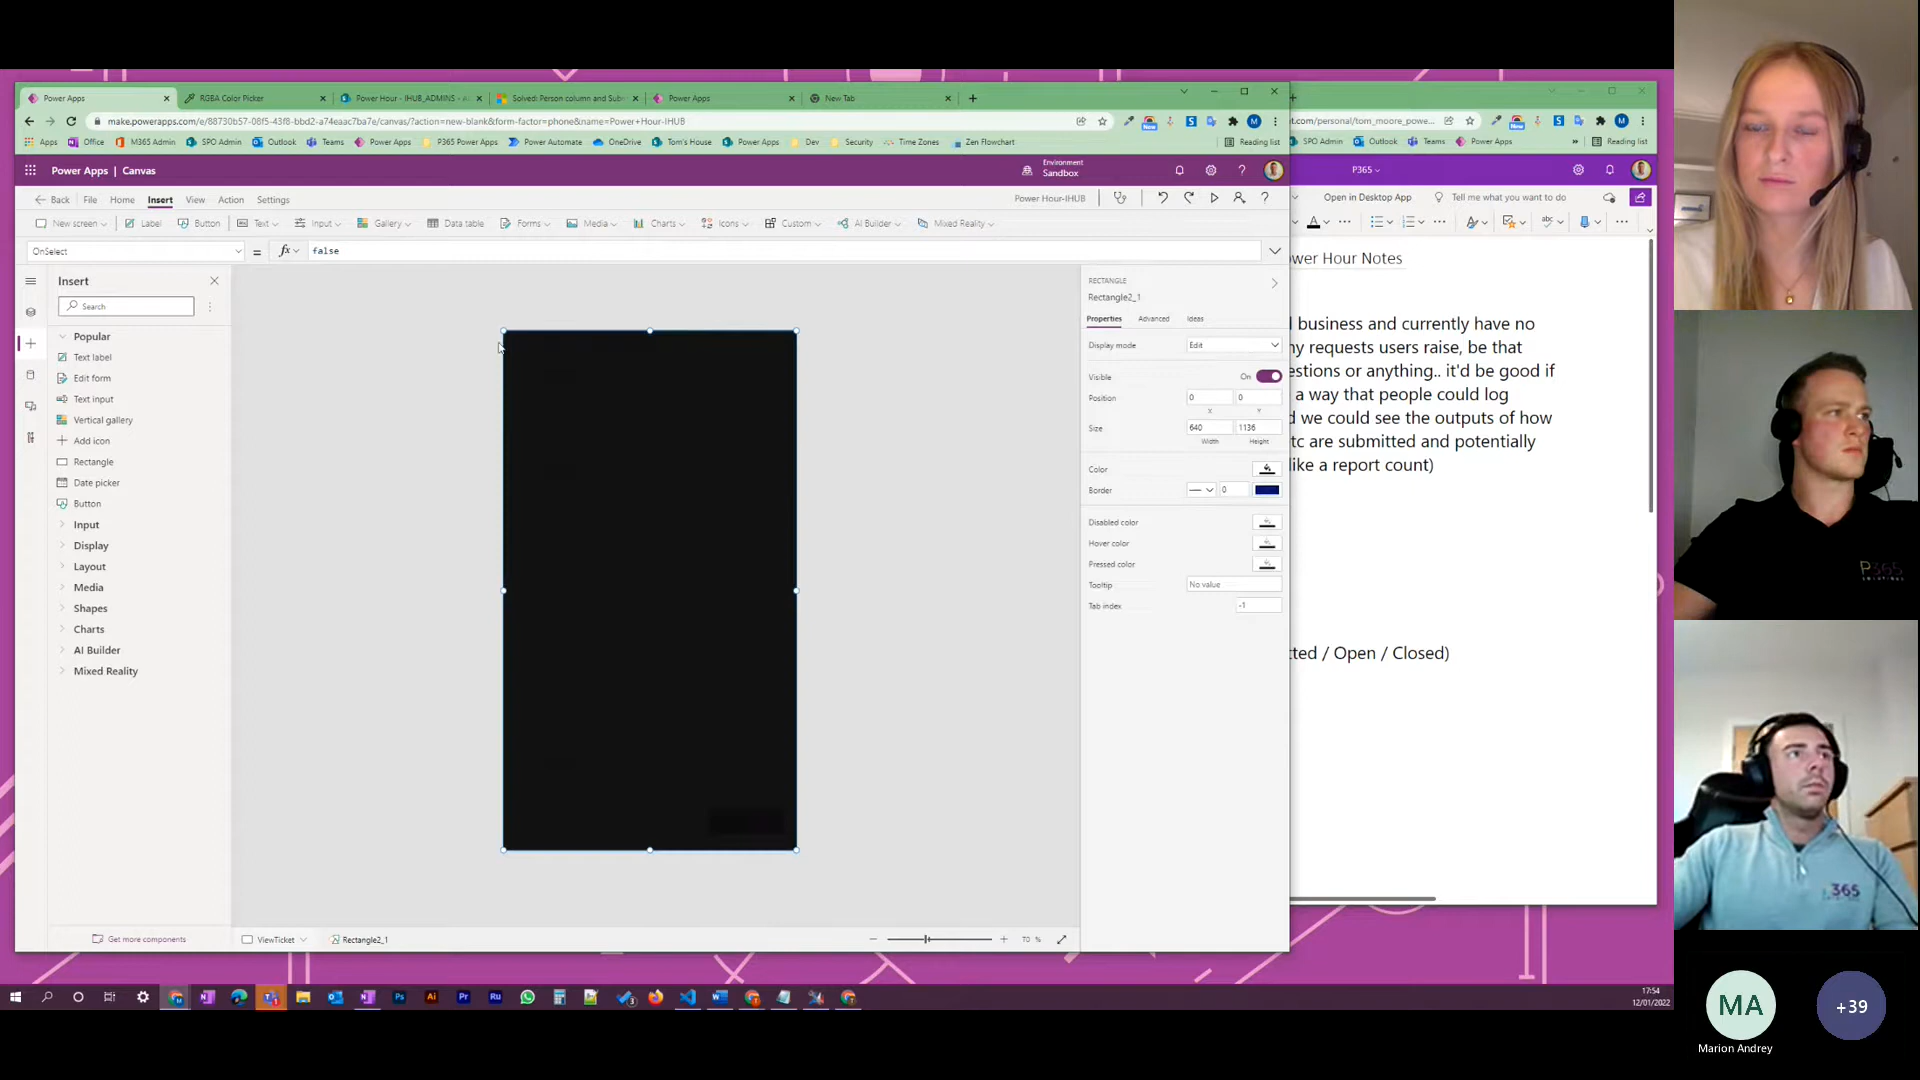 Power Apps
RGBA Color Picker
Power Hour - IHUB_ADMINS - A
Solved: Person column and Sub
Power Apps
New Tab
make.powerapps.com/e/88730b57-08f5-43f8-bbd2-a74eaac7ba7e/canvas/?action=new-blank&form-factor=phone&name=Power+Hour-IHUB
Apps
Office
M365 Admin
SPO Admin
Outlook
Teams
Power Apps
P365 Power Apps
Power Automate
OneDrive
Tom's House
Power Apps
Dev
Security
Time Zones
Zen Flowchart
Reading list
Power Apps | Canvas
Environment
Sandbox
Back
File
Home
Insert
View
Action
Settings
Power Hour-IHUB
New screen
Label
Button
Text
Input
Gallery
Data table
Forms
Media
Charts
Icons
Custom
AI Builder
Mixed Reality
OnSelect
=
fx
false
Insert
Search
Popular
Text label
Edit form
Text input
Vertical gallery
Add icon
Rectangle
Date picker
Button
Input
Display
Layout
Media
Shapes
Charts
AI Builder
Mixed Reality
Get more components
ViewTicket
Rectangle2_1
70 %
RECTANGLE
Rectangle2_1
Properties
Advanced
Ideas
Display mode
Edit
Visible
On
Position
0
0
X
Y
Size
640
1136
Width
Height
Color
Border
0
Disabled color
Hover color
Pressed color
Tooltip
No value
Tab index
-1
t.com/personal/tom_moore_powe...
SPO Admin
Outlook
Teams
Power Apps
Reading list
P365
Open in Desktop App
Tell me what you want to do
ower Hour Notes
l business and currently have no
ny requests users raise, be that
estions or anything.. it'd be good if
a way that people could log
d we could see the outputs of how
tc are submitted and potentially
like a report count)
tted / Open / Closed)
17:54
12/01/2022
P365
SOLUTIONS
365
MA
Marion Andrey
+39